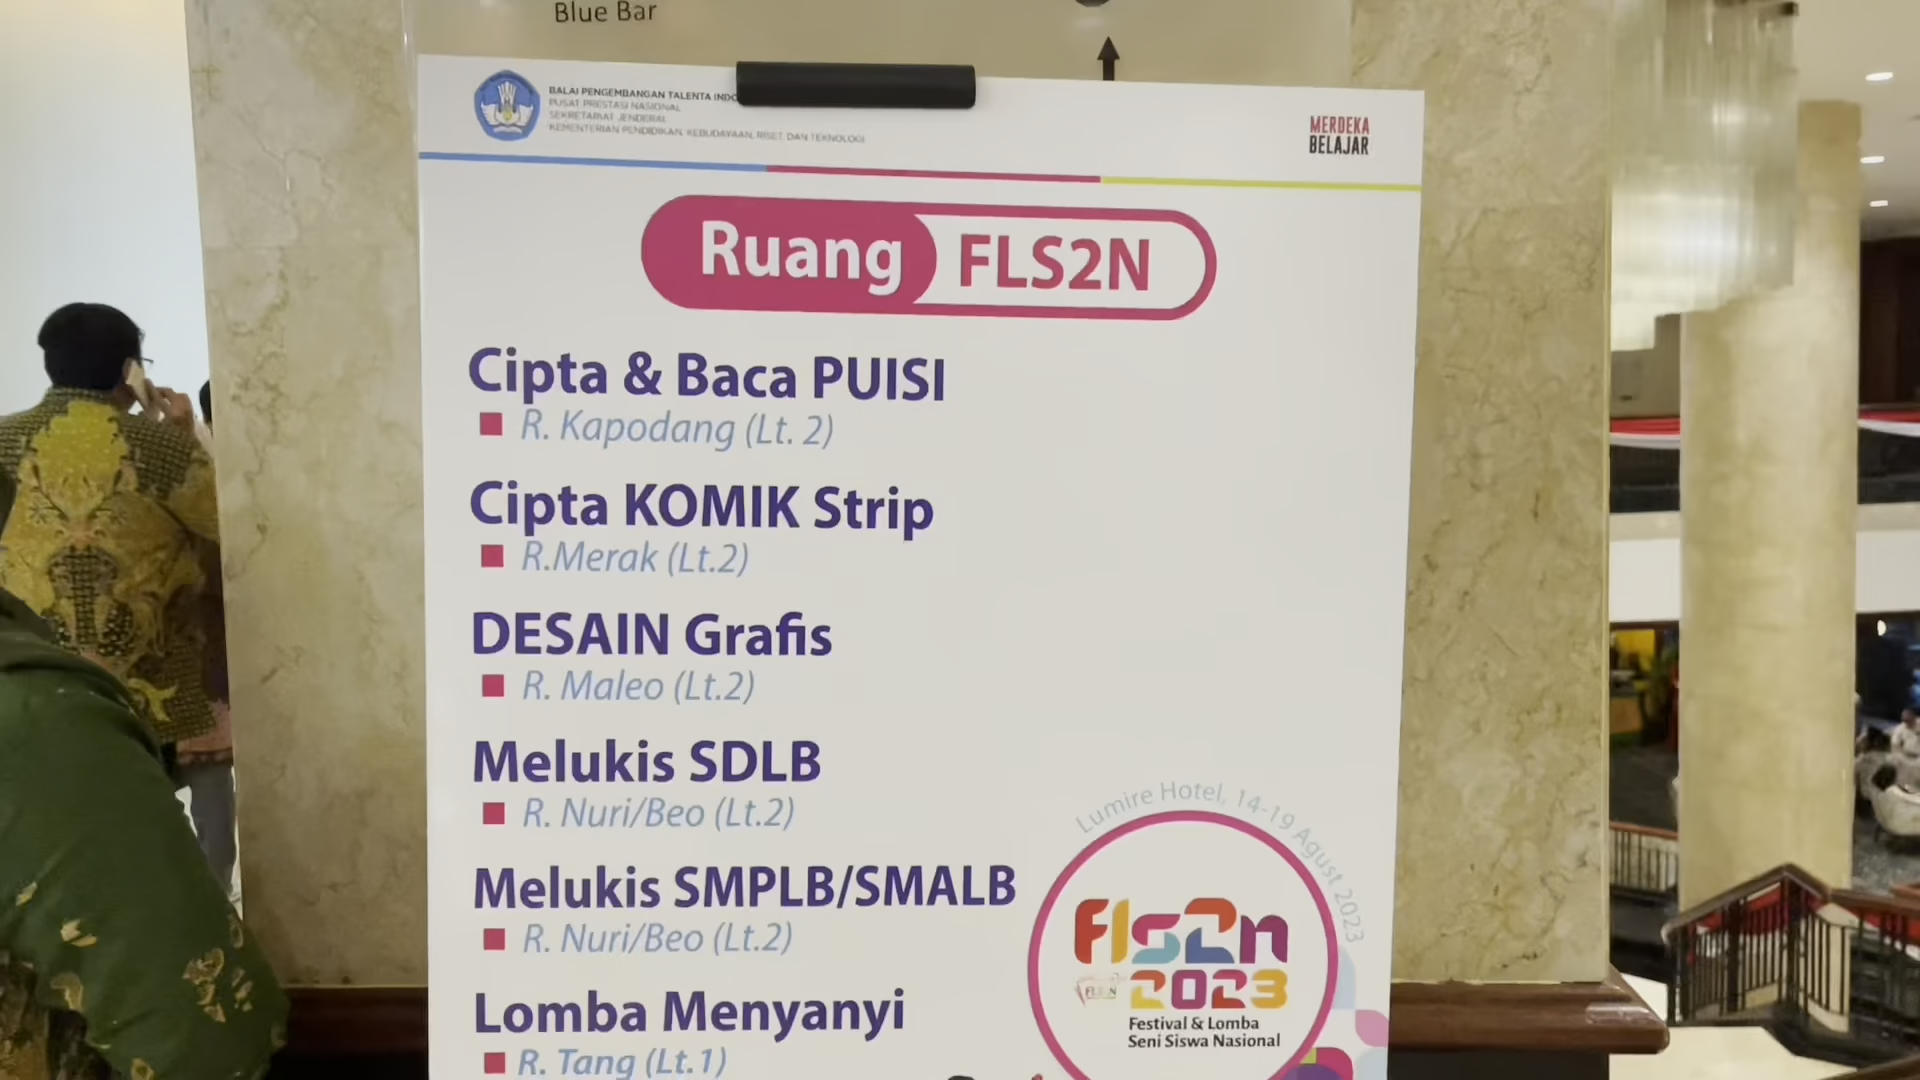 Blue Bar
BALAI PENGEMBANGAN TALENTA INDO
PUSAT PRESTASI NASIONAL
SEKRETARIAT JENDERAL
KEMENTERIAN PENDIDIKAN, KEBUDAYAAN, RISET, DAN TEKNOLOGI
MERDEKA
BELAJAR
Ruang FLS2N
Cipta & Baca PUISI
R. Kapodang (Lt. 2)
Cipta KOMIK Strip
R.Merak (Lt.2)
DESAIN Grafis
R. Maleo (Lt.2)
Melukis SDLB
R. Nuri/Beo (Lt.2)
Melukis SMPLB/SMALB
R. Nuri/Beo (Lt.2)
Lomba Menyanyi
R. Tang (Lt.1)
Lumire Hotel, 14-19 Agust 2023
fls2n
2023
Festival & Lomba
Seni Siswa Nasional